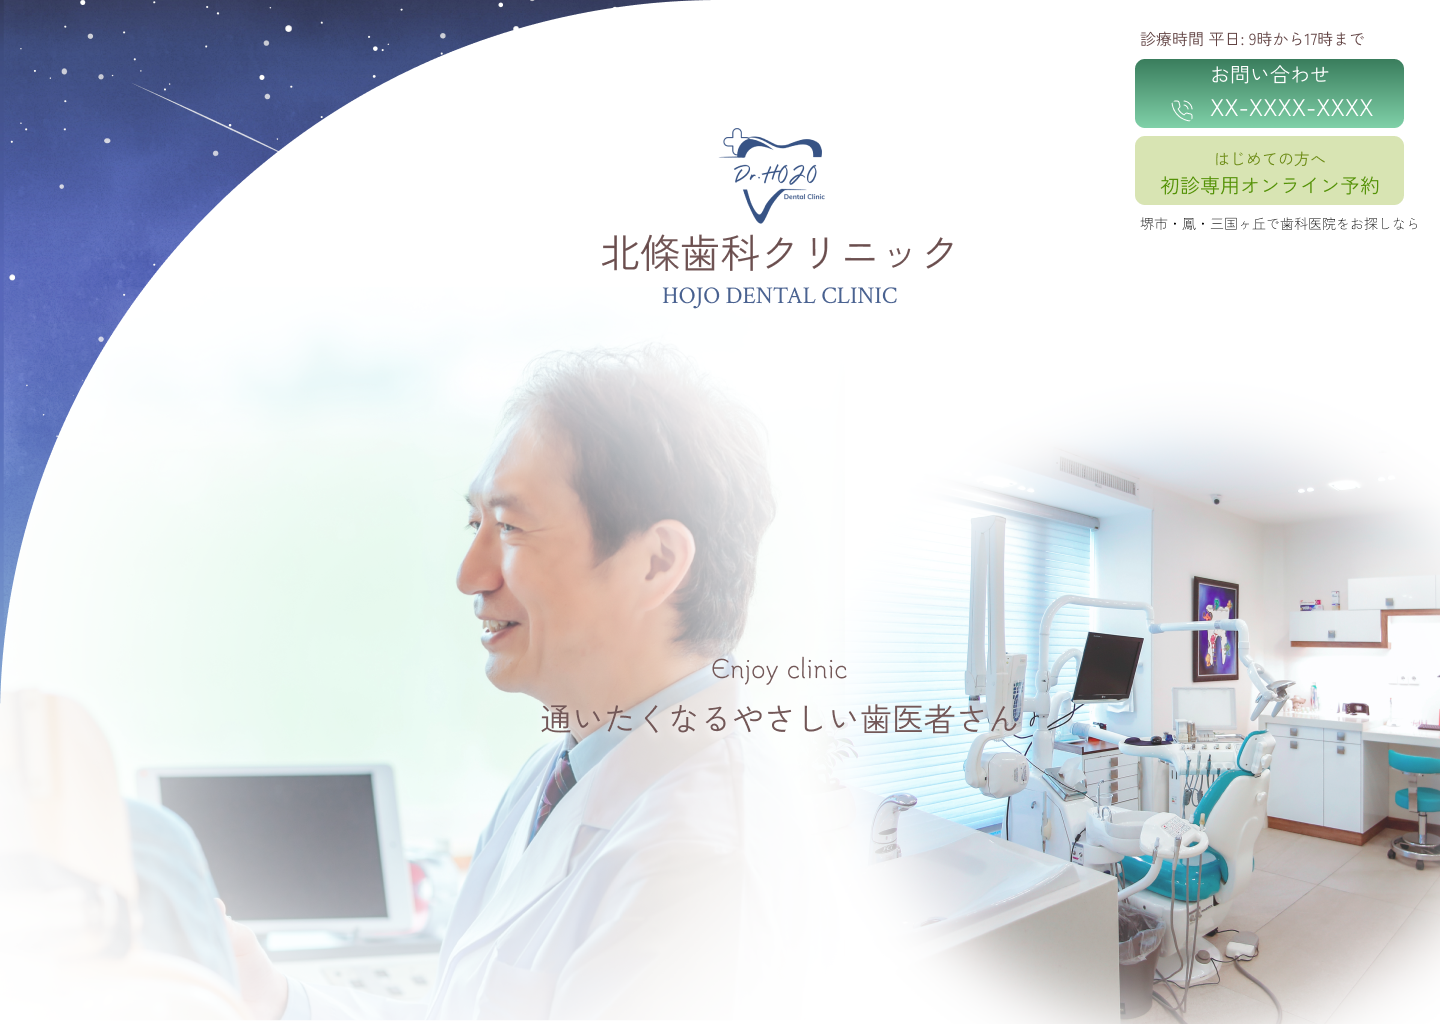 診療時間 平日: 9時から17時まで
お問い合わせ
XX-XXXX-XXXX
はじめての方へ
初診専用オンライン予約
堺市・鳳・三国ヶ丘で歯科医院をお探しなら
Dr.HOJO
Dental Clinic
北條歯科クリニック
HOJO DENTAL CLINIC
Enjoy clinic
通いたくなるやさしい歯医者さん